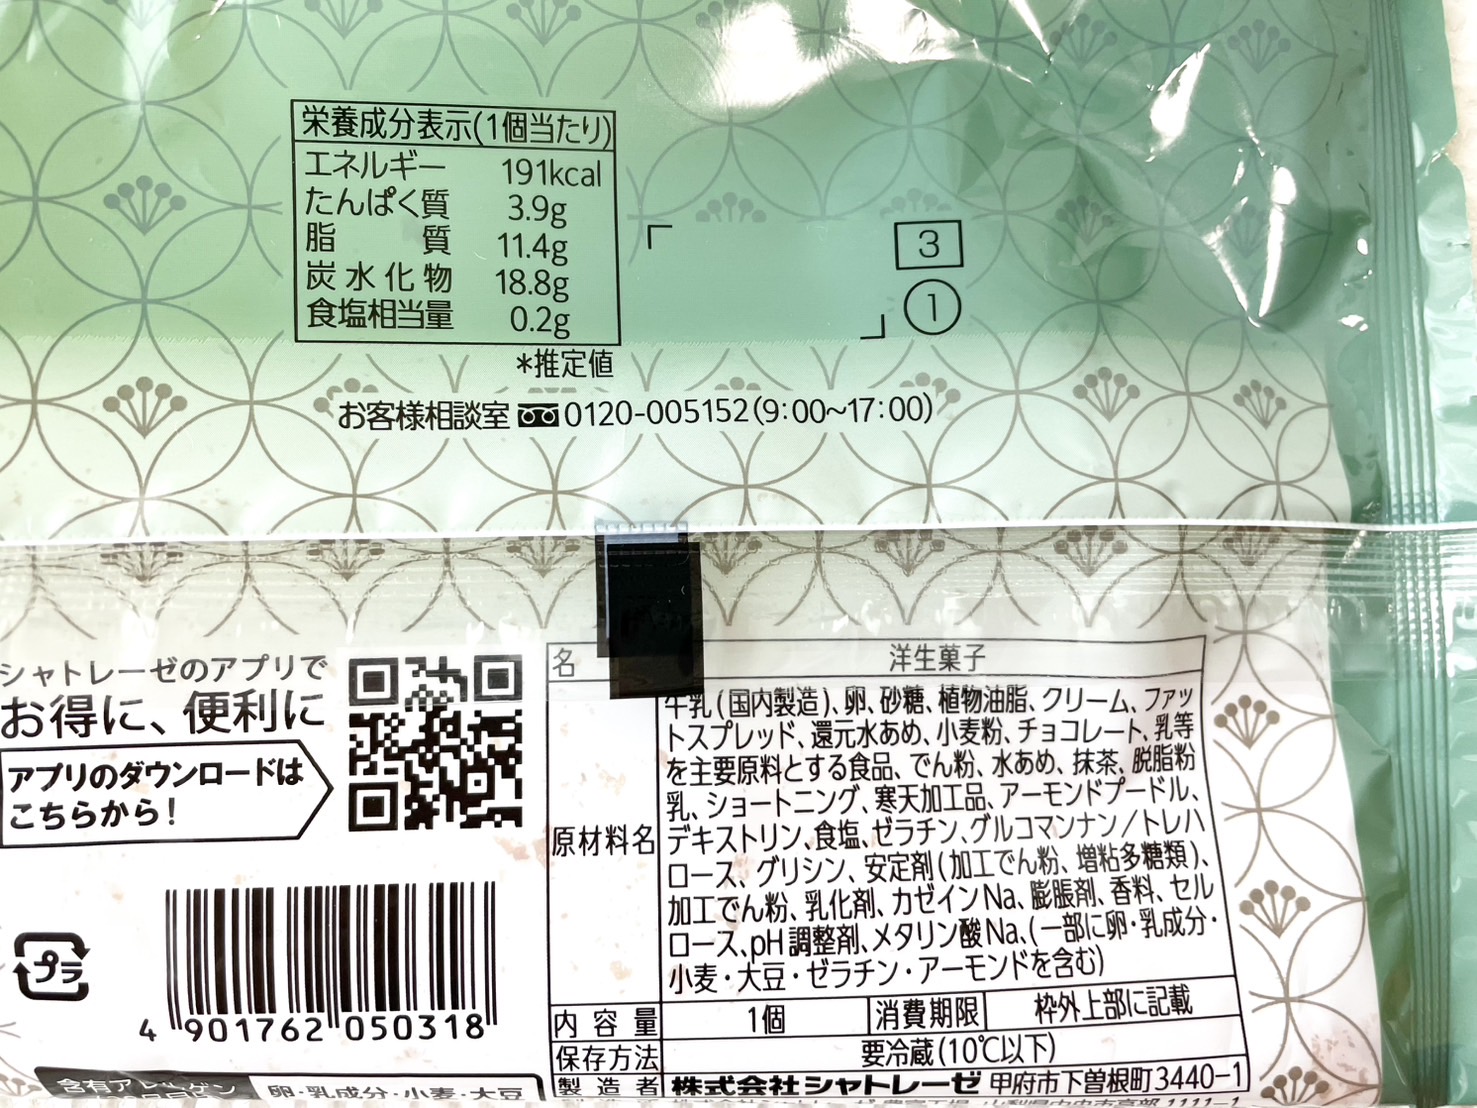 栄養成分表示(1個当たり)
エネルギー 191kcal
たんぱく質 3.9g
脂質 11.4g
炭水化物 18.8g
食塩相当量 0.2g
*推定値
3
1
お客様相談室 0120-005152(9:00~17:00)
シャトレーゼのアプリで
お得に、便利に
アプリのダウンロードは
こちらから!
プラ
4 901762 050318
含有アレルゲン
卵・乳成分・小麦・大豆
名 洋生菓子
原材料名
牛乳(国内製造)、卵、砂糖、植物油脂、クリーム、ファッ
トスプレッド、還元水あめ、小麦粉、チョコレート、乳等
を主要原料とする食品、でん粉、水あめ、抹茶、脱脂粉
乳、ショートニング、寒天加工品、アーモンドプードル、
デキストリン、食塩、ゼラチン、グルコマンナン/トレハ
ロース、グリシン、安定剤(加工でん粉、増粘多糖類)、
加工でん粉、乳化剤、カゼインNa、膨脹剤、香料、セル
ロース、pH調整剤、メタリン酸Na、(一部に卵・乳成分・
小麦・大豆・ゼラチン・アーモンドを含む)
内容量 1個 消費期限 枠外上部に記載
保存方法 要冷蔵(10℃以下)
製造者 株式会社シャトレーゼ 甲府市下曽根町3440-1